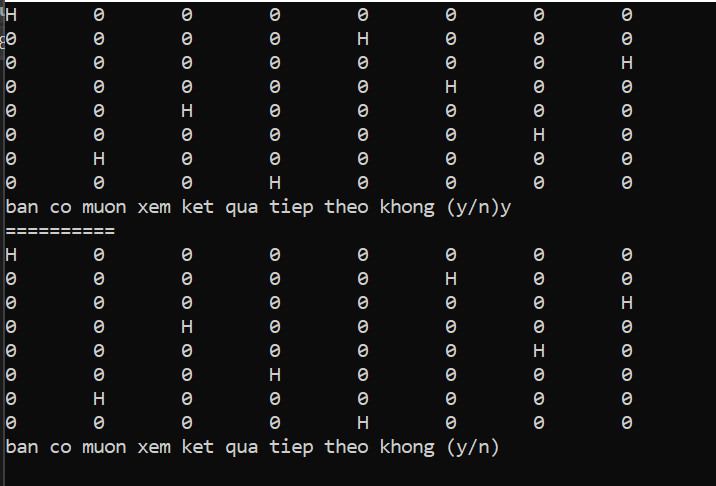 H 0 0 0 0 0 0 0
0 0 0 0 H 0 0 0
0 0 0 0 0 0 0 H
0 0 0 0 0 H 0 0
0 0 H 0 0 0 0 0
0 0 0 0 0 0 H 0
0 H 0 0 0 0 0 0
0 0 0 H 0 0 0 0
ban co muon xem ket qua tiep theo khong (y/n)y
==========
H 0 0 0 0 0 0 0
0 0 0 0 0 H 0 0
0 0 0 0 0 0 0 H
0 0 H 0 0 0 0 0
0 0 0 0 0 0 H 0
0 0 0 H 0 0 0 0
0 H 0 0 0 0 0 0
0 0 0 0 H 0 0 0
ban co muon xem ket qua tiep theo khong (y/n)